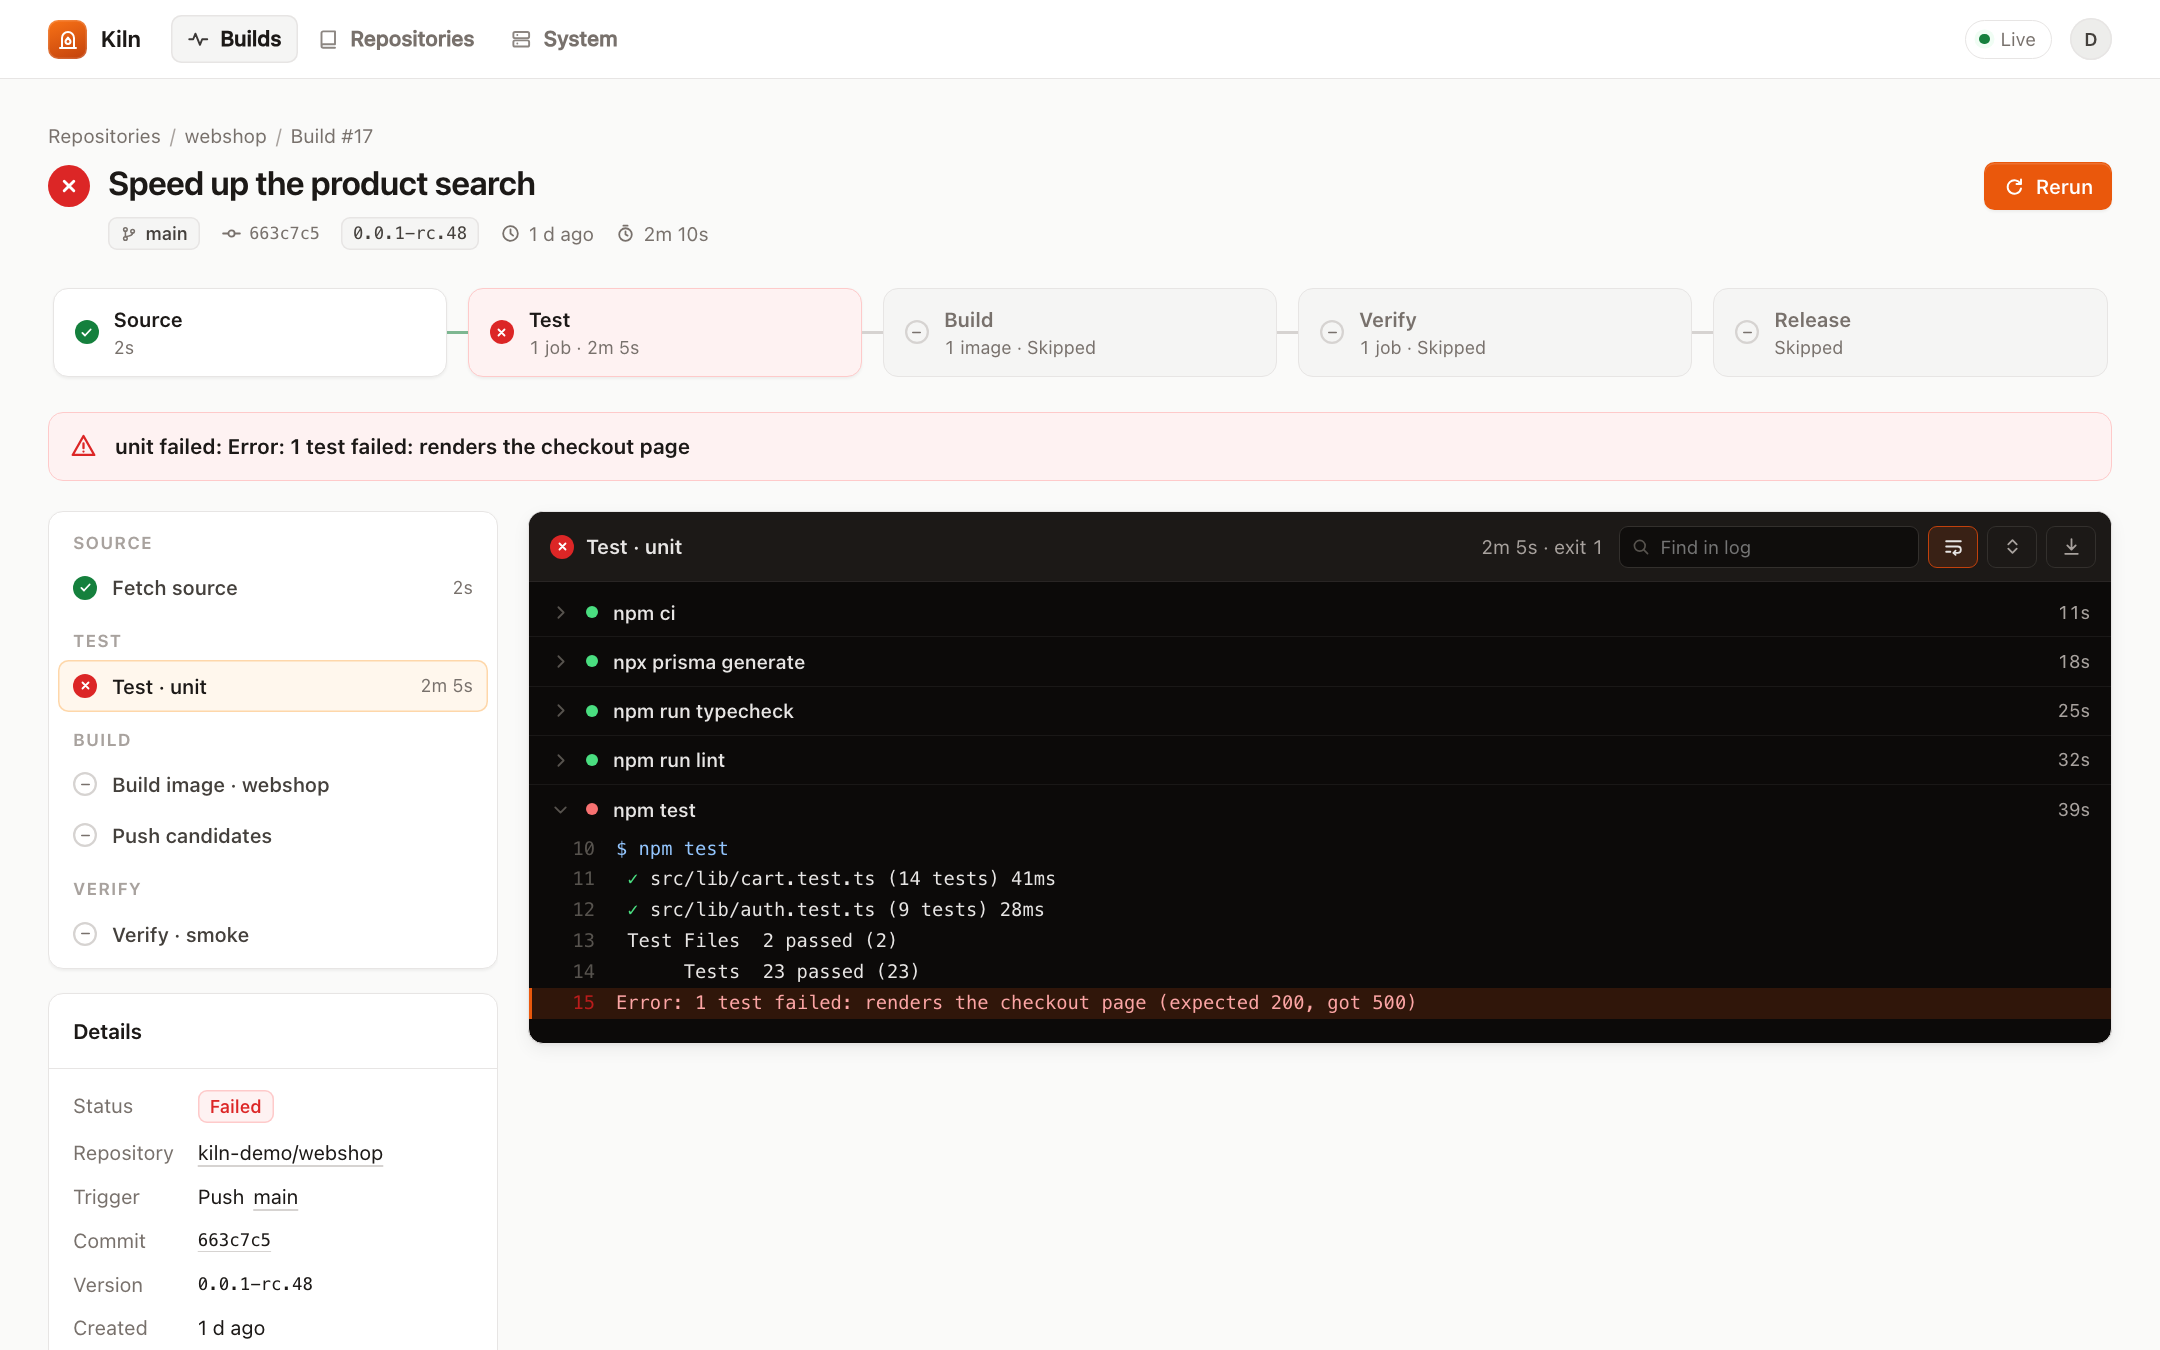 Kiln
Builds
Repositories
System
Live
D
Repositories / webshop / Build #17
Speed up the product search
Rerun
main 663c7c5 0.0.1-rc.48 1 d ago 2m 10s
Source
2s
Test
1 job · 2m 5s
Build
1 image · Skipped
Verify
1 job · Skipped
Release
Skipped
unit failed: Error: 1 test failed: renders the checkout page
SOURCE
Fetch source 2s
TEST
Test · unit 2m 5s
BUILD
Build image · webshop
Push candidates
VERIFY
Verify · smoke
Details
Status Failed
Repository kiln-demo/webshop
Trigger Push main
Commit 663c7c5
Version 0.0.1-rc.48
Created 1 d ago
Test · unit 2m 5s · exit 1 Find in log
npm ci 11s
npx prisma generate 18s
npm run typecheck 25s
npm run lint 32s
npm test 39s
10 $ npm test
11 ✓ src/lib/cart.test.ts (14 tests) 41ms
12 ✓ src/lib/auth.test.ts (9 tests) 28ms
13 Test Files 2 passed (2)
14 Tests 23 passed (23)
15 Error: 1 test failed: renders the checkout page (expected 200, got 500)